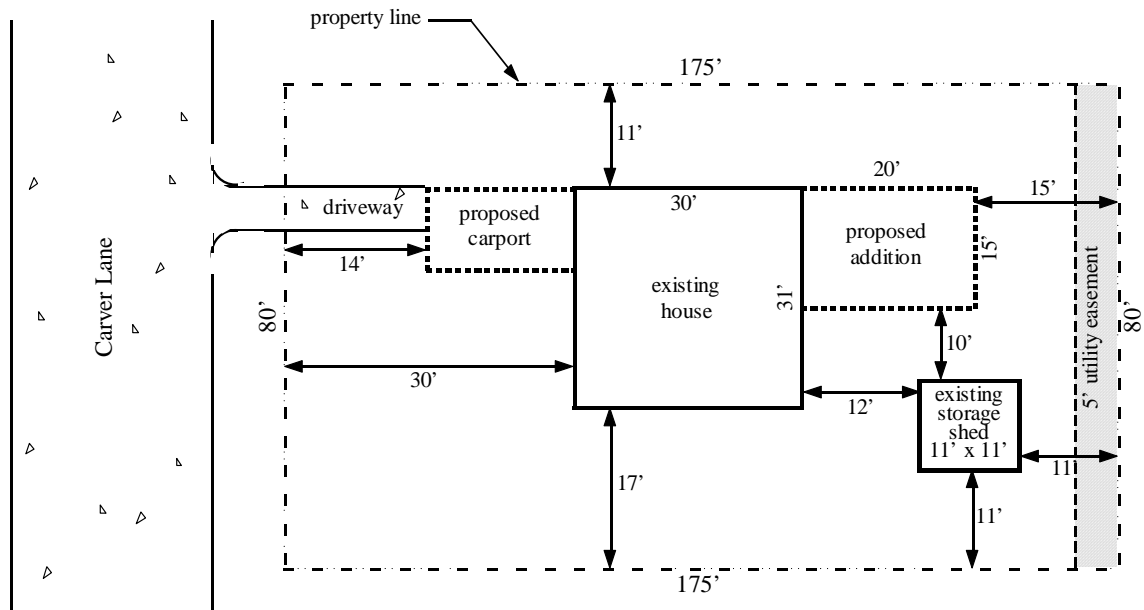 property line
175’
11’
20’
15’
driveway
proposed
carport
30’
proposed
addition
15’
14’
existing
house
31’
Carver Lane
80’
10’
5’ utility easement
80’
30’
12’
existing
storage
shed
11’ x 11’
17’
11’
11’
175’